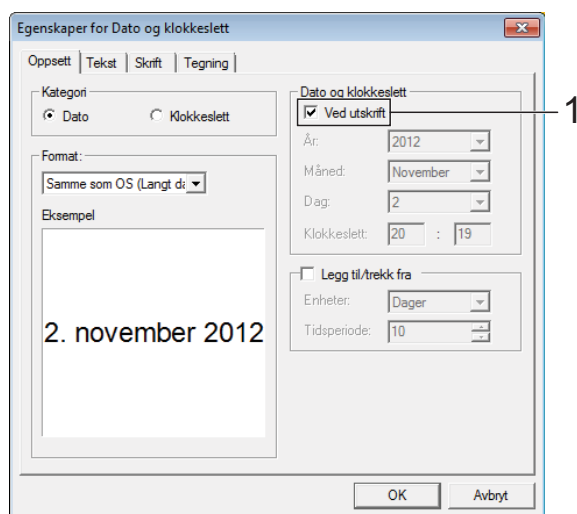 Egenskaper for Dato og klokkeslett
Oppsett Tekst Skrift Tegning
Kategori
Dato Klokkeslett
Format:
Samme som OS (Langt da
Eksempel
2. november 2012
Dato og klokkeslett
Ved utskrift
1
År: 2012
Måned: November
Dag: 2
Klokkeslett: 20 : 19
Legg til/trekk fra
Enheter: Dager
Tidsperiode: 10
OK Avbryt